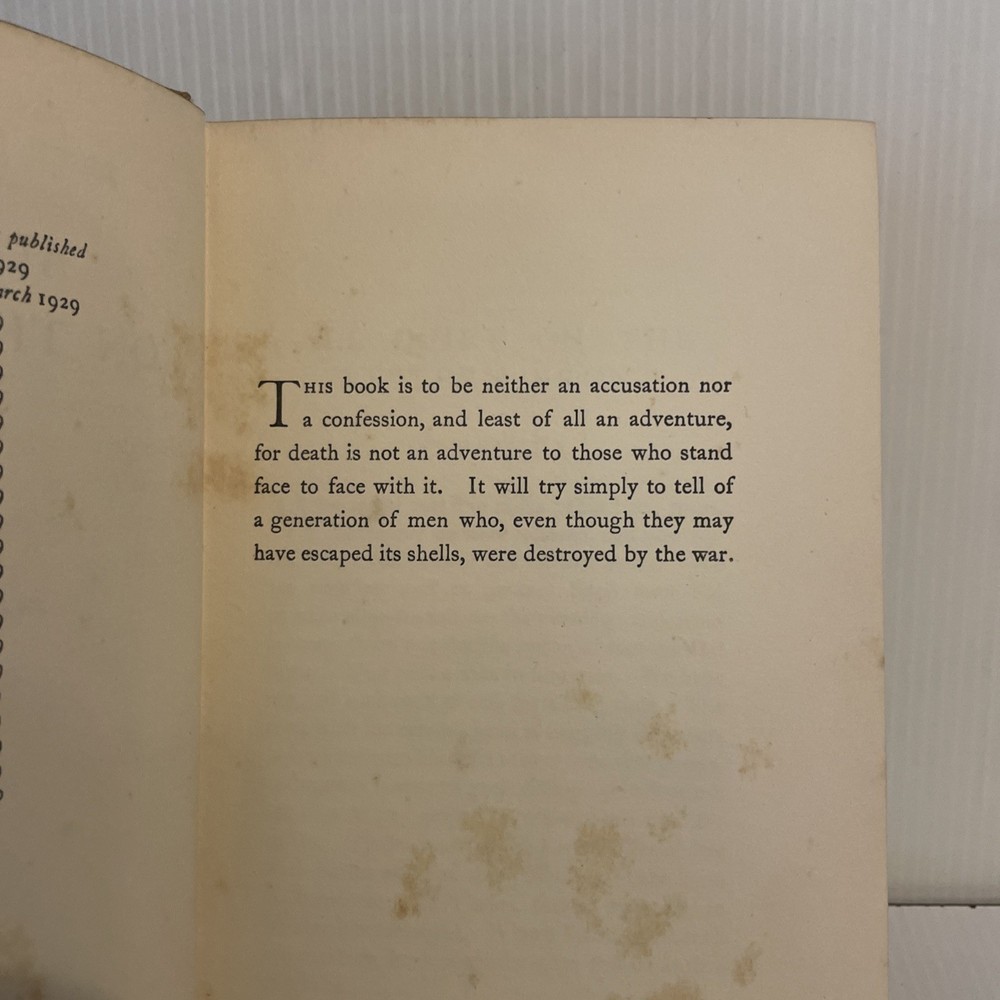 published
929
arch 1929
THIS book is to be neither an accusation nor
a confession, and least of all an adventure,
for death is not an adventure to those who stand
face to face with it. It will try simply to tell of
a generation of men who, even though they may
have escaped its shells, were destroyed by the war.